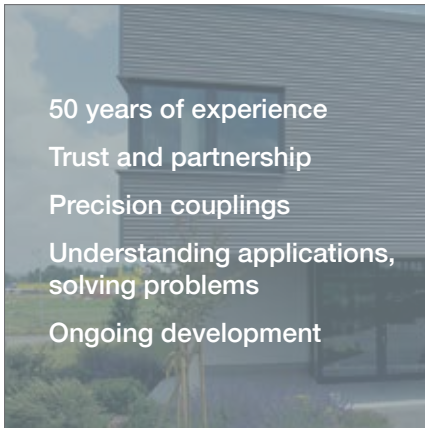 50 years of experience
Trust and partnership
Precision couplings
Understanding applications,
solving problems
Ongoing development